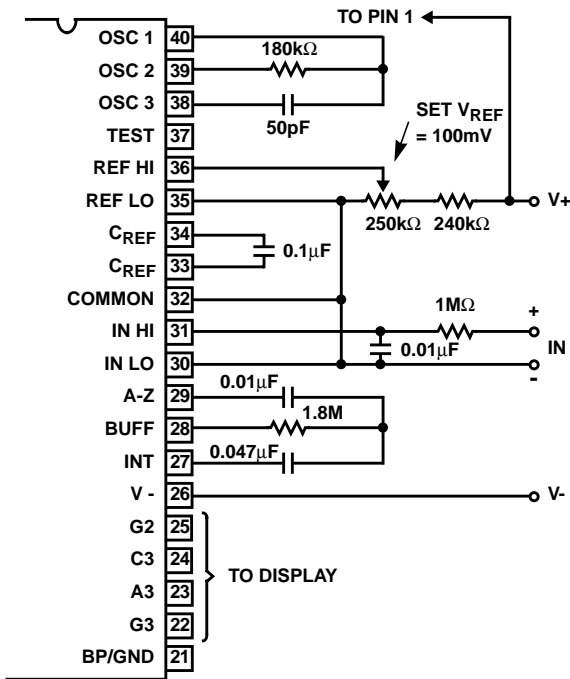 TO PIN 1
OSC 1 40
180kΩ
OSC 2 39
OSC 3 38
50pF
SET VREF
= 100mV
TEST 37
REF HI 36
REF LO 35
V+
250kΩ 240kΩ
CREF 34
0.1µF
CREF 33
COMMON 32
1MΩ
+
IN HI 31
IN
0.01µF
IN LO 30
-
A-Z 29
0.01µF
BUFF 28
1.8M
INT 27
0.047µF
V - 26
V-
G2 25
C3 24
TO DISPLAY
A3 23
G3 22
BP/GND 21